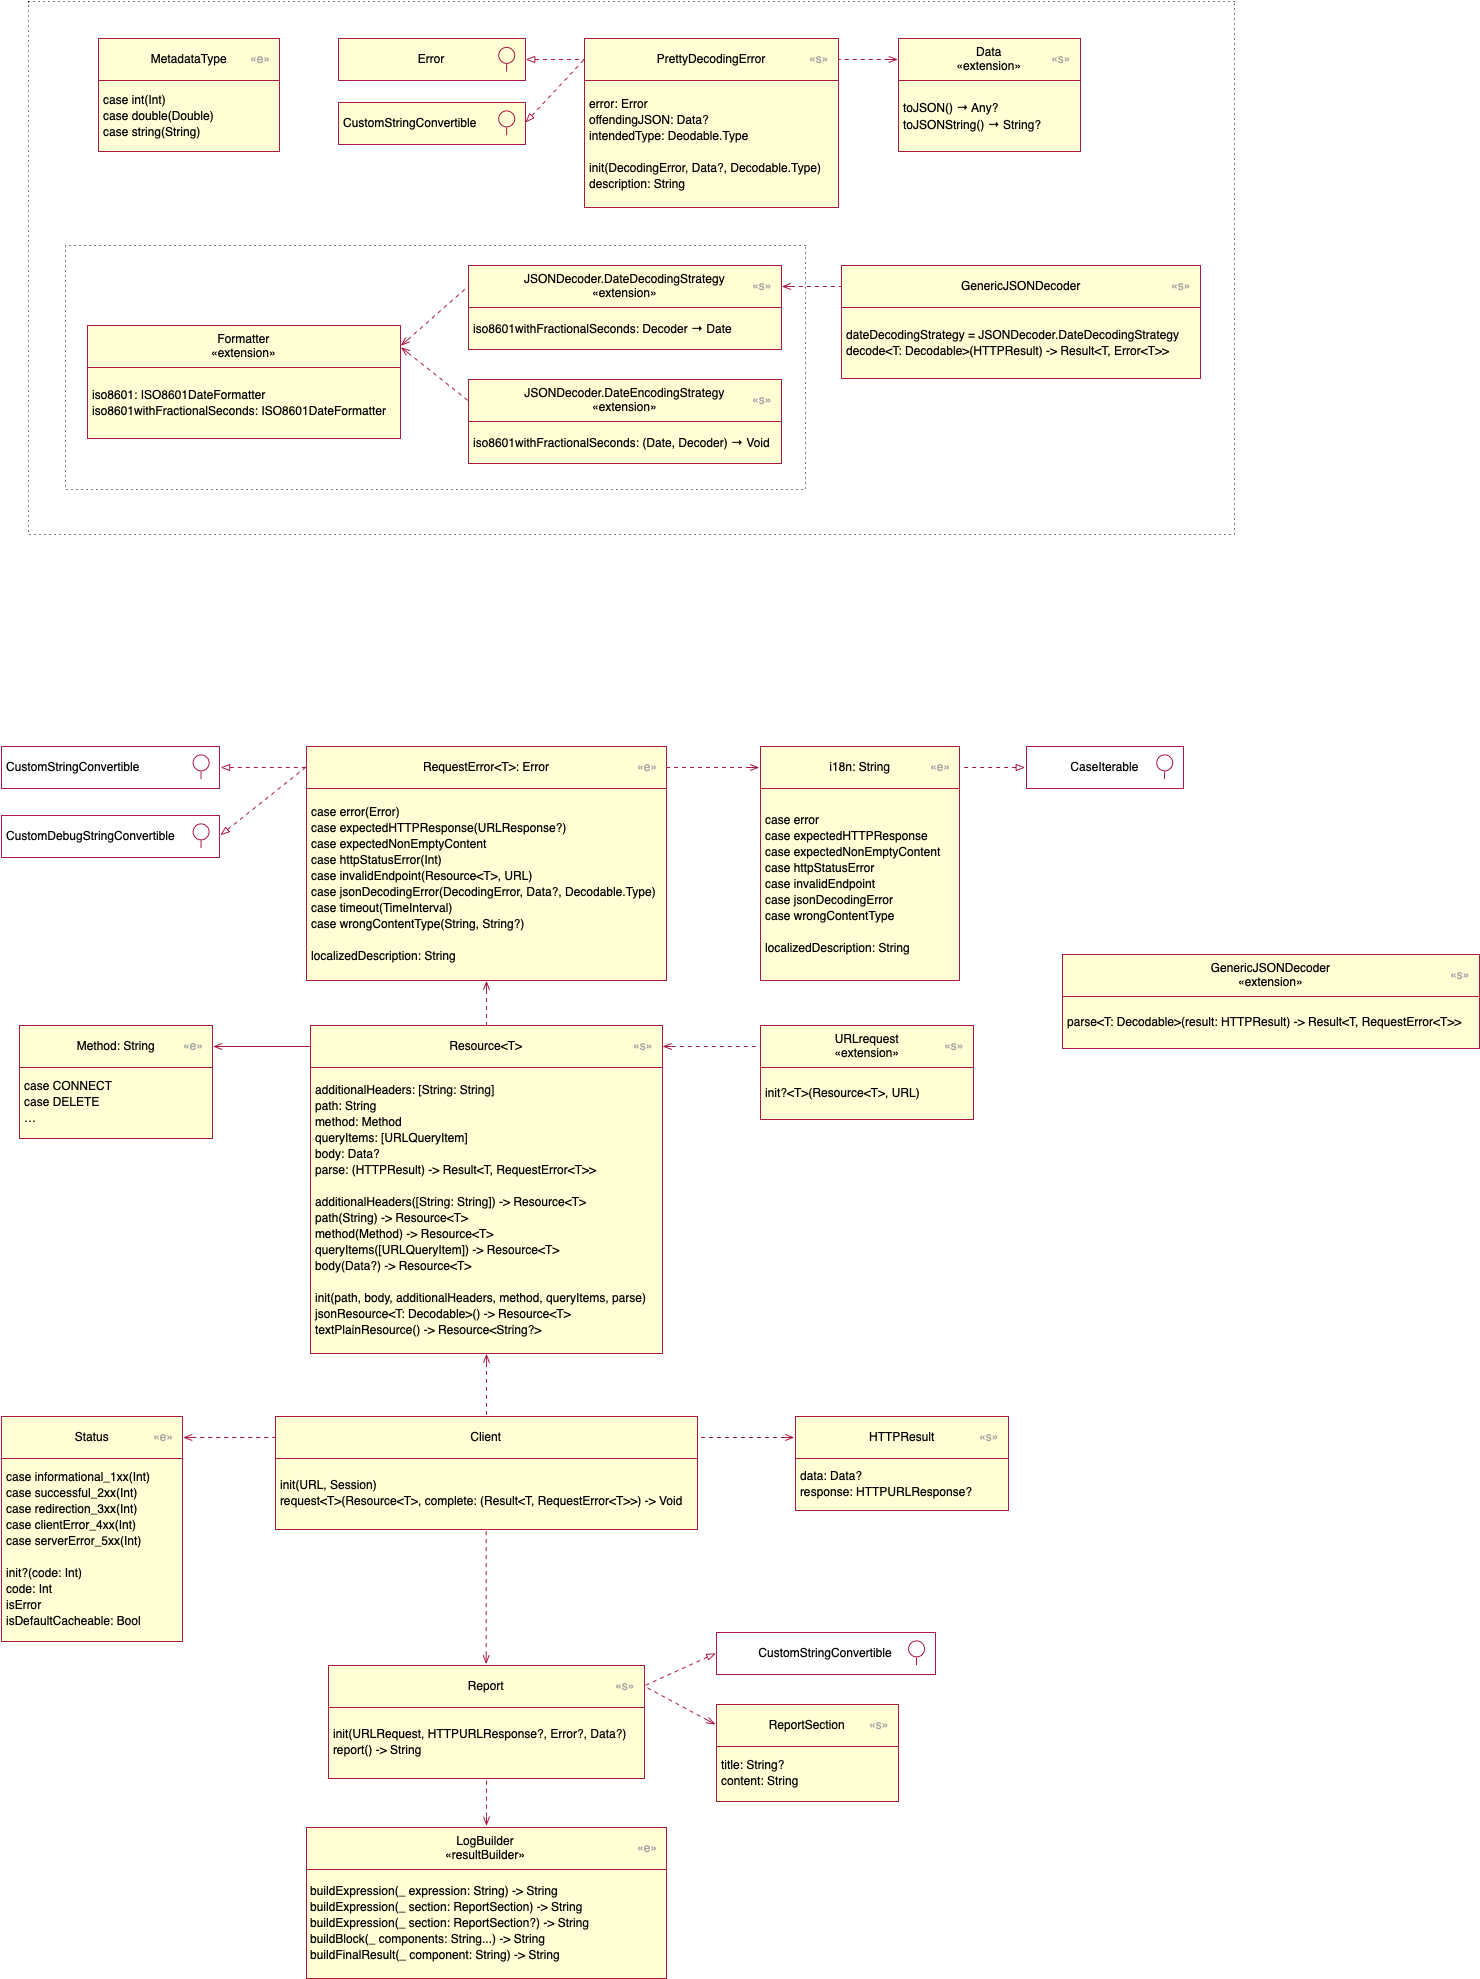 MetadataType «e»
case int(Int)
case double(Double)
case string(String)
Error
CustomStringConvertible
PrettyDecodingError «s»
error: Error
offendingJSON: Data?
intendedType: Deodable.Type
init(DecodingError, Data?, Decodable.Type)
description: String
Data
«extension» «s»
toJSON() → Any?
toJSONString() → String?
Formatter
«extension»
iso8601: ISO8601DateFormatter
iso8601withFractionalSeconds: ISO8601DateFormatter
JSONDecoder.DateDecodingStrategy
«extension» «s»
iso8601withFractionalSeconds: Decoder → Date
JSONDecoder.DateEncodingStrategy
«extension» «s»
iso8601withFractionalSeconds: (Date, Decoder) → Void
GenericJSONDecoder «s»
dateDecodingStrategy = JSONDecoder.DateDecodingStrategy
decode<T: Decodable>(HTTPResult) -> Result<T, Error<T>>
CustomStringConvertible
CustomDebugStringConvertible
RequestError<T>: Error «e»
case error(Error)
case expectedHTTPResponse(URLResponse?)
case expectedNonEmptyContent
case httpStatusError(Int)
case invalidEndpoint(Resource<T>, URL)
case jsonDecodingError(DecodingError, Data?, Decodable.Type)
case timeout(TimeInterval)
case wrongContentType(String, String?)
localizedDescription: String
i18n: String «e»
case error
case expectedHTTPResponse
case expectedNonEmptyContent
case httpStatusError
case invalidEndpoint
case jsonDecodingError
case wrongContentType
localizedDescription: String
CaseIterable
GenericJSONDecoder
«extension» «s»
parse<T: Decodable>(result: HTTPResult) -> Result<T, RequestError<T>>
Method: String «e»
case CONNECT
case DELETE
...
Resource<T> «s»
additionalHeaders: [String: String]
path: String
method: Method
queryItems: [URLQueryItem]
body: Data?
parse: (HTTPResult) -> Result<T, RequestError<T>>
additionalHeaders([String: String]) -> Resource<T>
path(String) -> Resource<T>
method(Method) -> Resource<T>
queryItems([URLQueryItem]) -> Resource<T>
body(Data?) -> Resource<T>
init(path, body, additionalHeaders, method, queryItems, parse)
jsonResource<T: Decodable>() -> Resource<T>
textPlainResource() -> Resource<String?>
URLrequest
«extension» «s»
init?<T>(Resource<T>, URL)
Status «e»
case informational_1xx(Int)
case successful_2xx(Int)
case redirection_3xx(Int)
case clientError_4xx(Int)
case serverError_5xx(Int)
init?(code: Int)
code: Int
isError
isDefaultCacheable: Bool
Client
init(URL, Session)
request<T>(Resource<T>, complete: (Result<T, RequestError<T>>) -> Void
HTTPResult «s»
data: Data?
response: HTTPURLResponse?
Report «s»
init(URLRequest, HTTPURLResponse?, Error?, Data?)
report() -> String
CustomStringConvertible
ReportSection «s»
title: String?
content: String
LogBuilder
«resultBuilder» «e»
buildExpression(_ expression: String) -> String
buildExpression(_ section: ReportSection) -> String
buildExpression(_ section: ReportSection?) -> String
buildBlock(_ components: String...) -> String
buildFinalResult(_ component: String) -> String